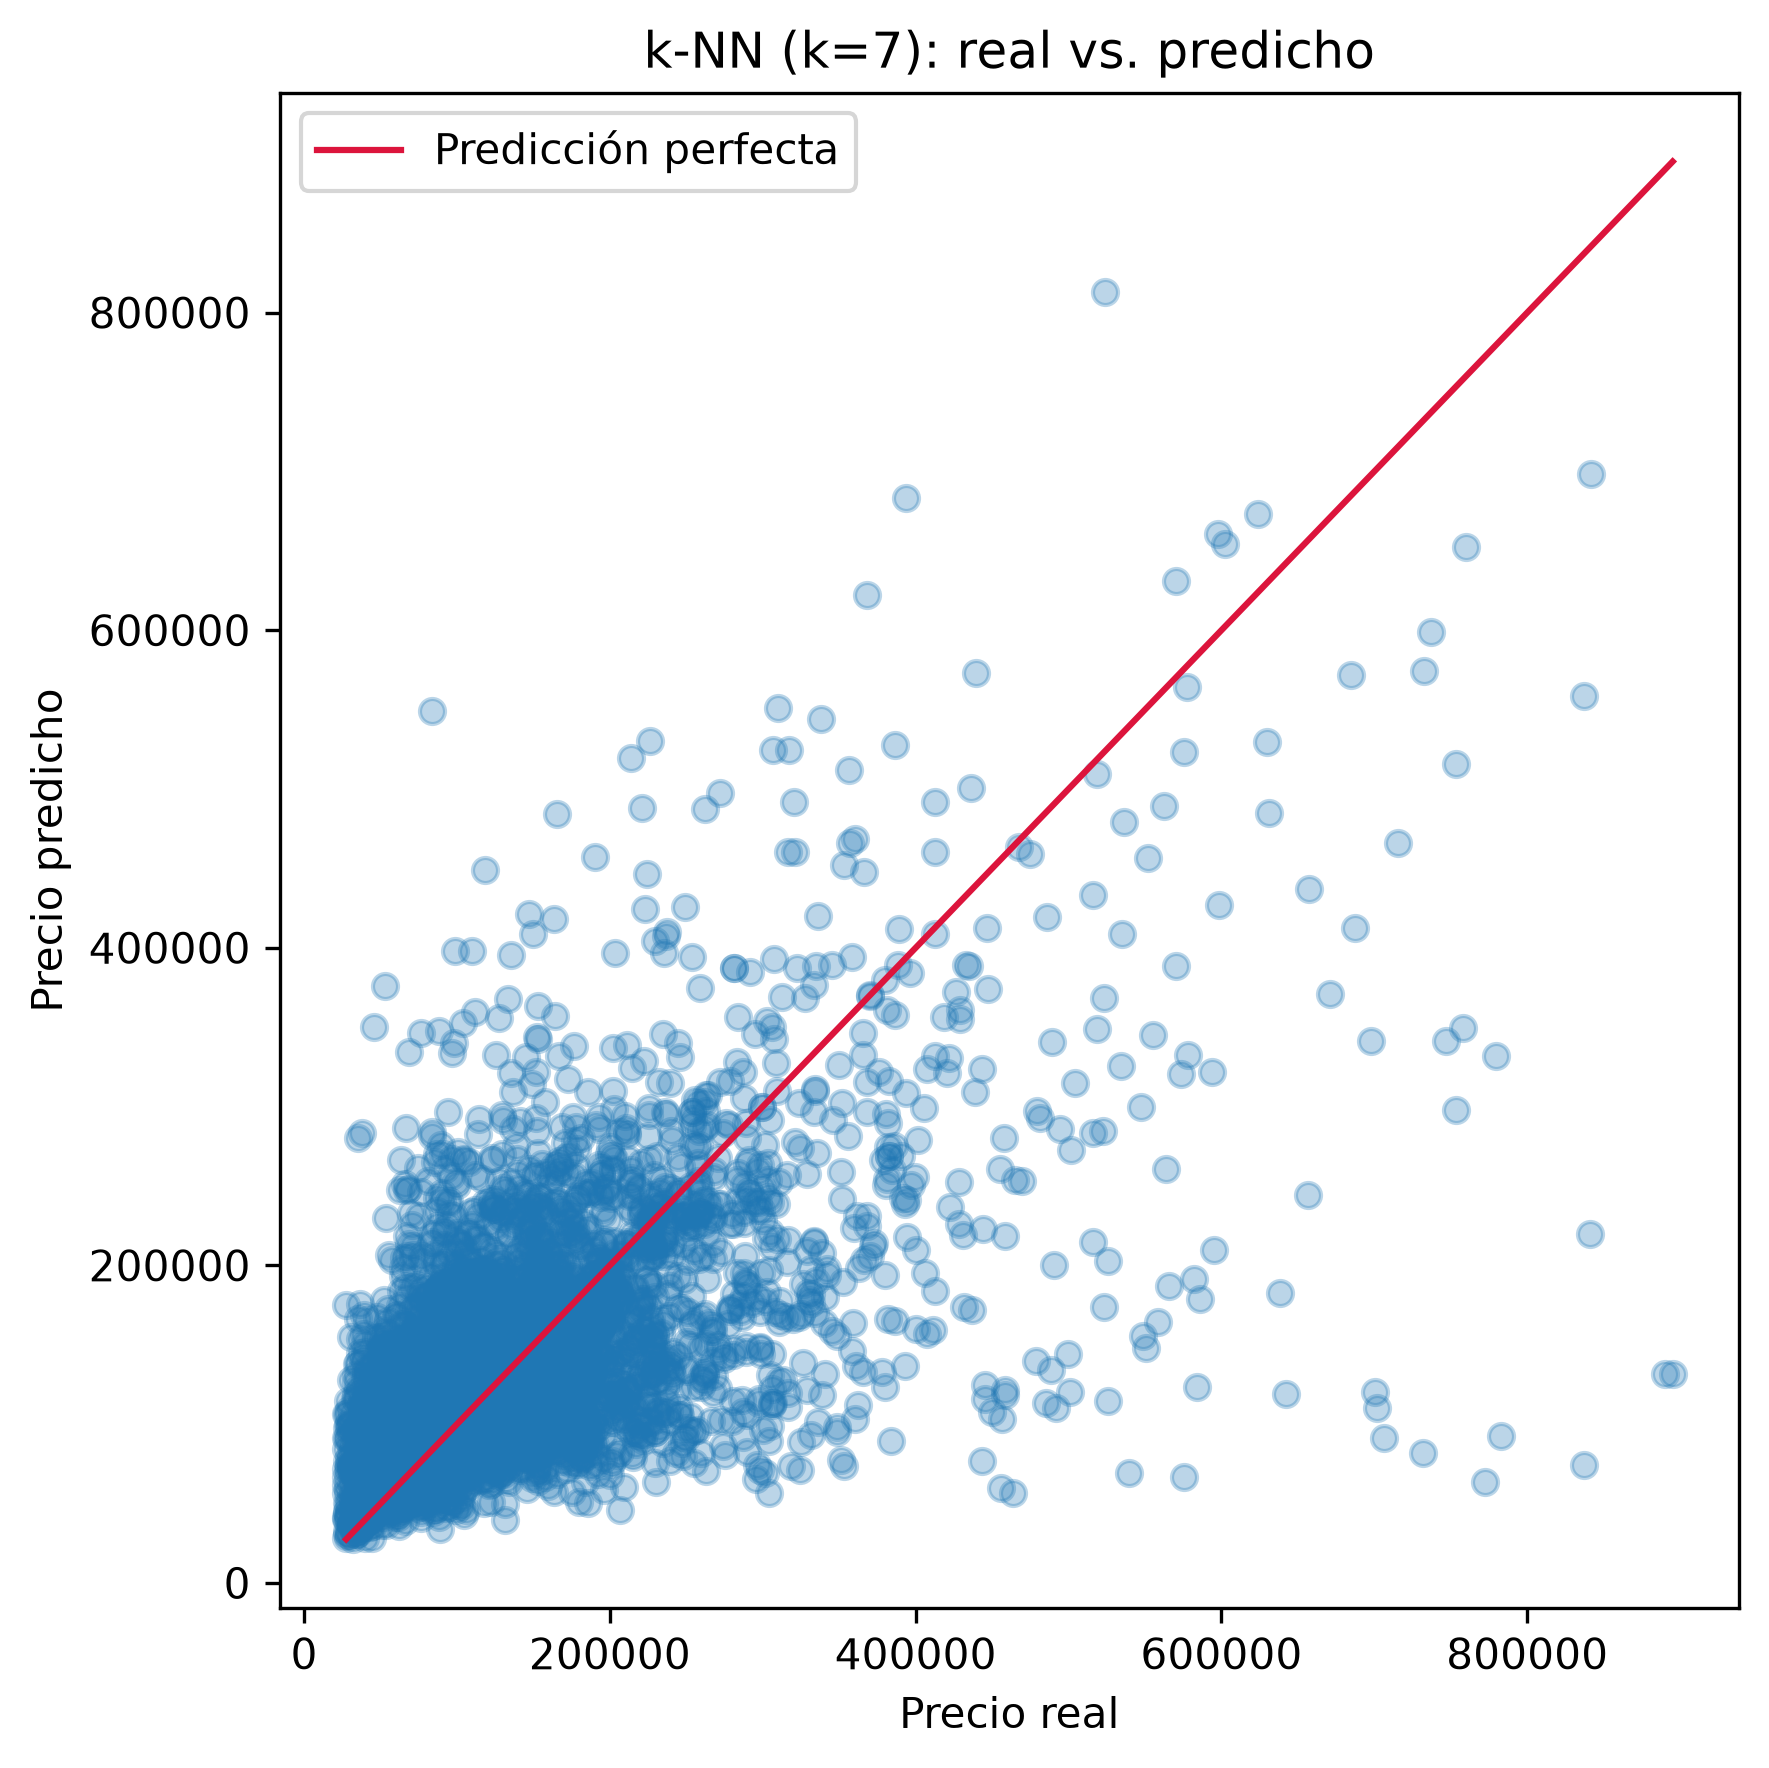 k-NN (k=7): real vs. predicho
Predicción perfecta
800000
600000
400000
200000
0
Precio predicho
0 200000 400000 600000 800000
Precio real